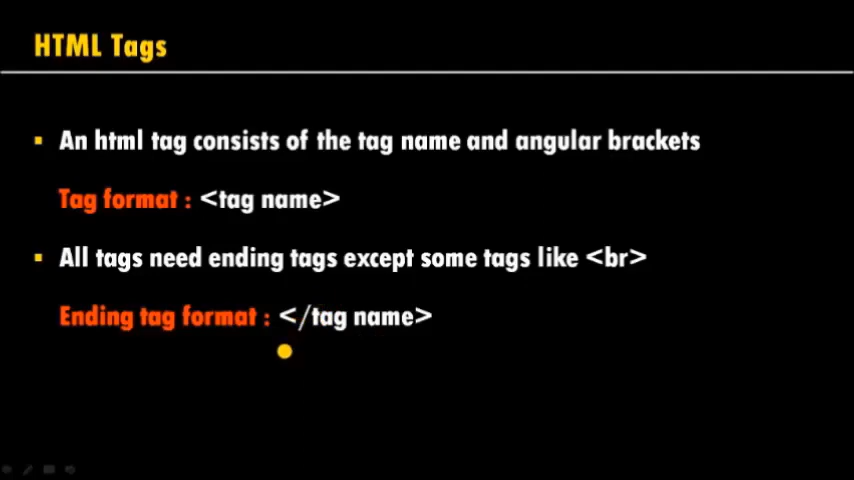 HTML Tags
An html tag consists of the tag name and angular brackets
Tag format : <tag name>
All tags need ending tags except some tags like <br>
Ending tag format : </tag name>